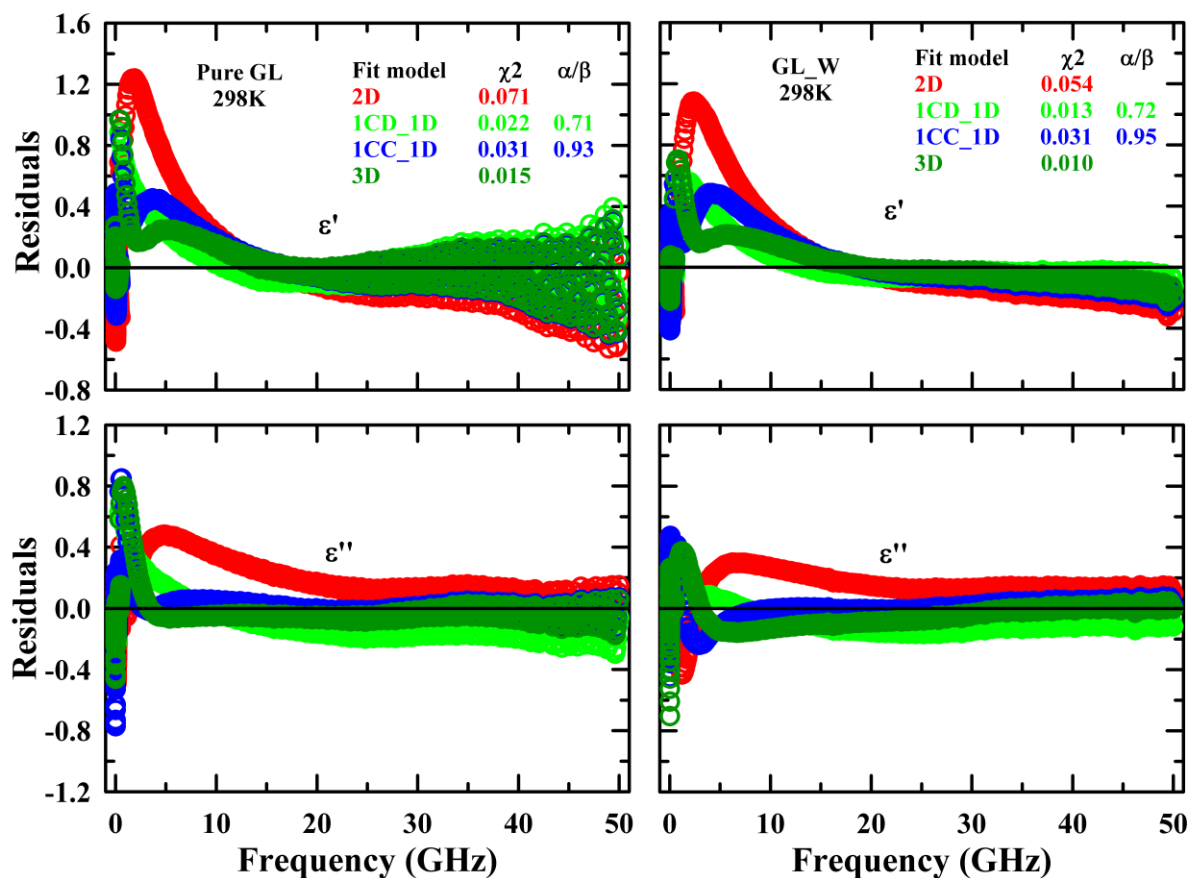 1.6
1.2
0.8
0.4
0.0
-0.4
-0.8
Residuals
Pure GL
298K
Fit model χ2 α/β
2D 0.071
1CD_1D 0.022 0.71
1CC_1D 0.031 0.93
3D 0.015
ε'
GL_W
298K
Fit model χ2 α/β
2D 0.054
1CD_1D 0.013 0.72
1CC_1D 0.031 0.95
3D 0.010
ε'
1.2
0.8
0.4
0.0
-0.4
-0.8
-1.2
Residuals
ε''
ε''
0 10 20 30 40 50
0 10 20 30 40 50
Frequency (GHz)
Frequency (GHz)